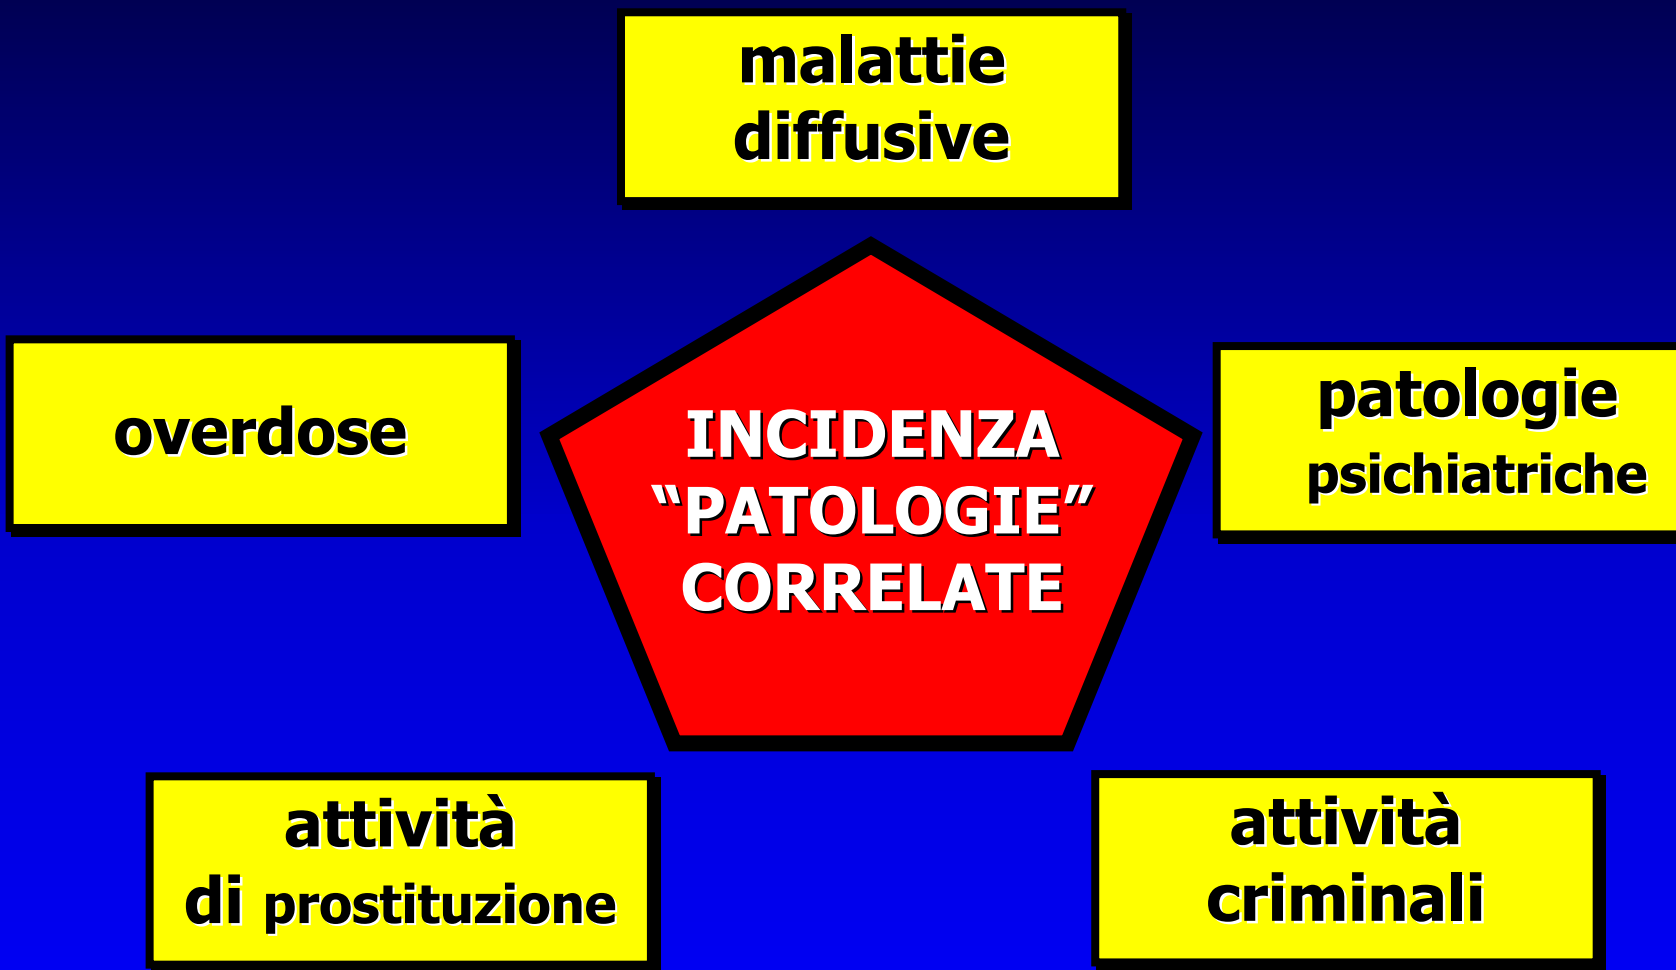 malattie
diffusive
overdose
INCIDENZA
“PATOLOGIE”
CORRELATE
patologie
psichiatriche
attività
di prostituzione
attività
criminali